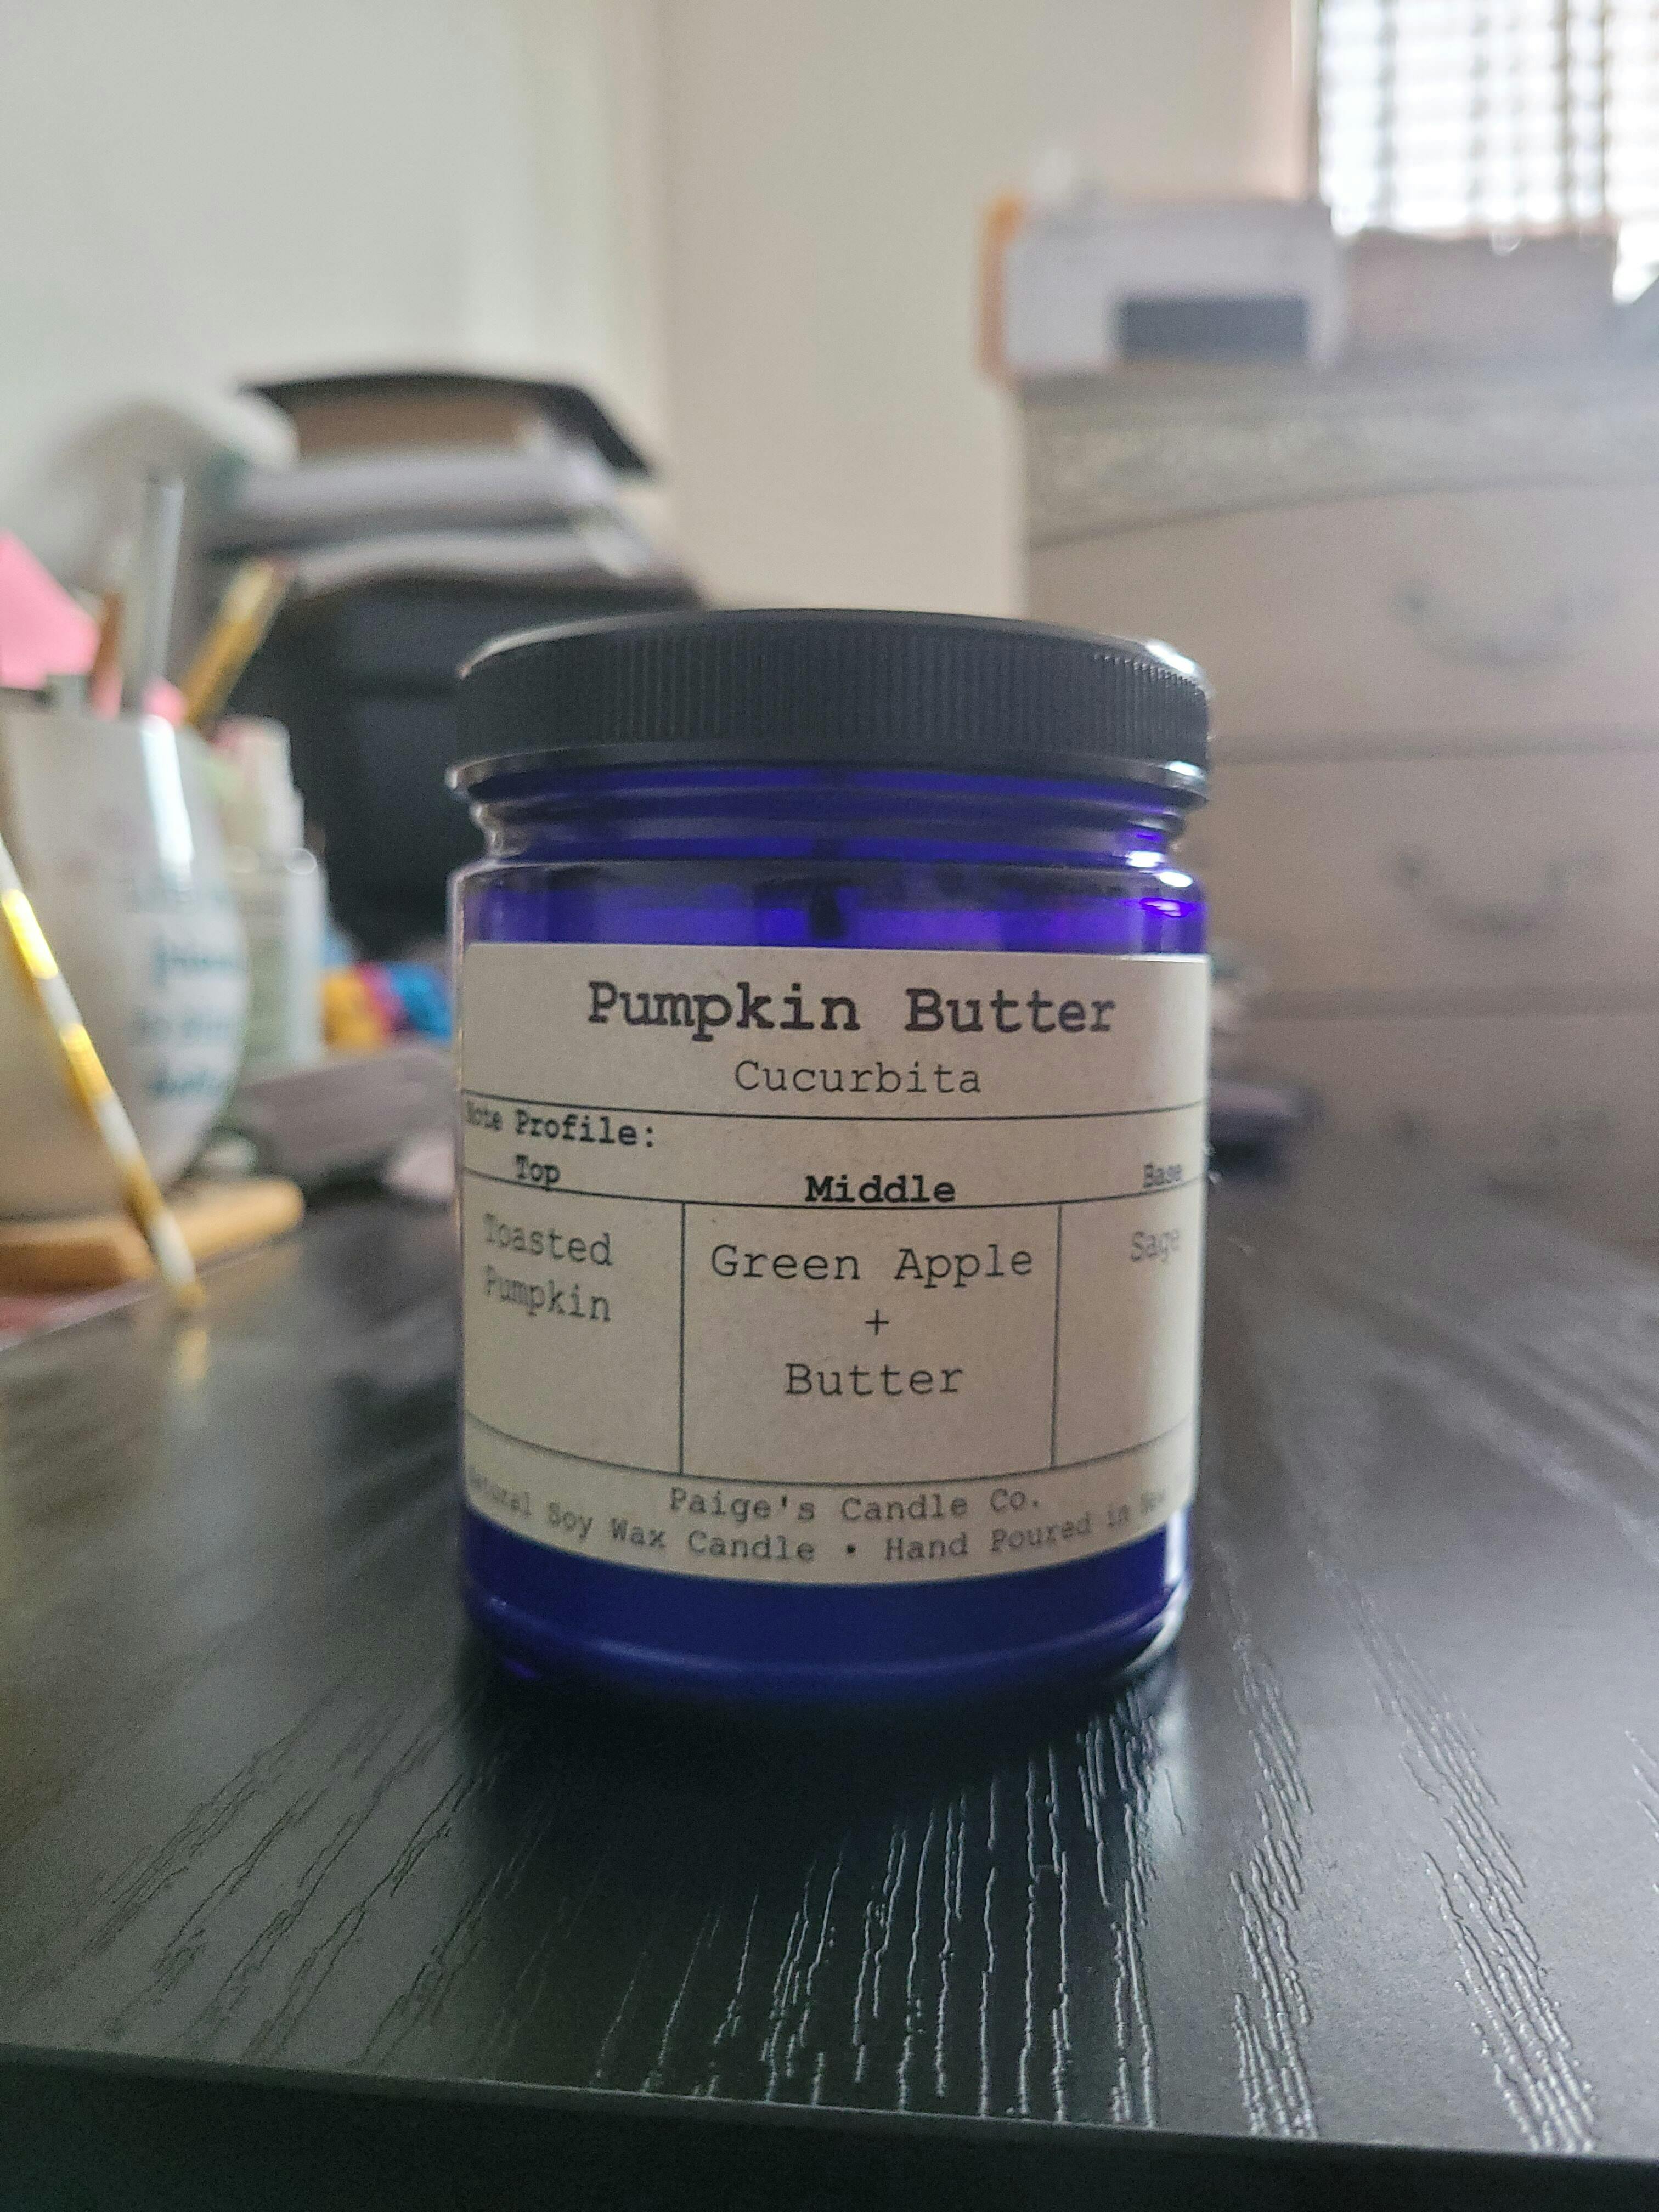 Pumpkin Butter
Cucurbita
Note Profile:
Top Middle Base
Toasted
Pumpkin
Green Apple
+
Butter
Sage
Paige's Candle Co.
Natural Soy Wax Candle • Hand Poured in